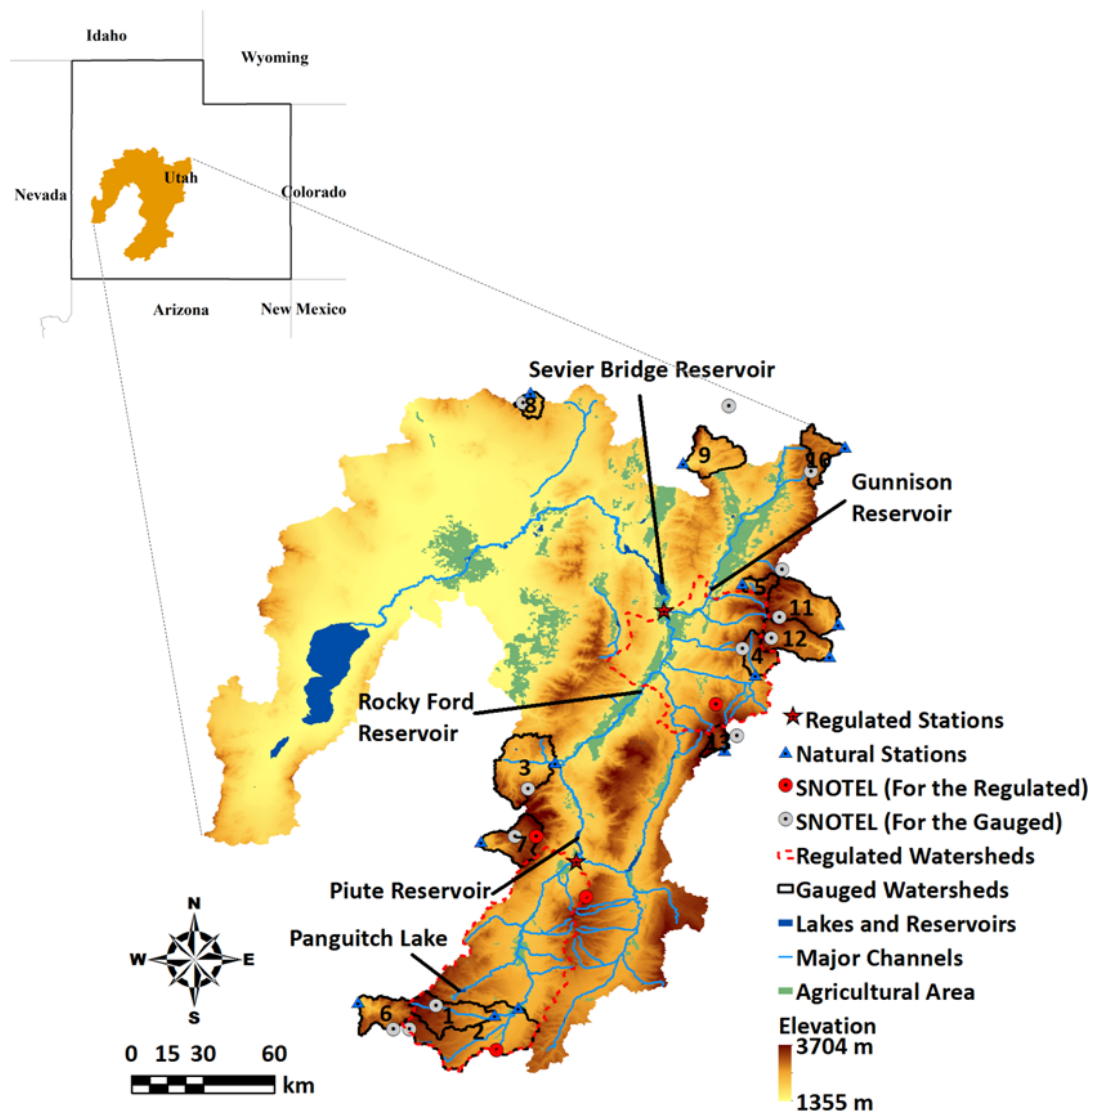 Idaho
Wyoming
Utah
Nevada
Colorado
Arizona
New Mexico
Sevier Bridge Reservoir
8
9
10
Gunnison
Reservoir
5
11
12
4
Rocky Ford
Reservoir
13
3
7
Piute Reservoir
Panguitch Lake
6
1
2
Regulated Stations
Natural Stations
SNOTEL (For the Regulated)
SNOTEL (For the Gauged)
Regulated Watersheds
Gauged Watersheds
Lakes and Reservoirs
Major Channels
Agricultural Area
Elevation
3704 m
1355 m
N
W
E
S
0 15 30 60
km